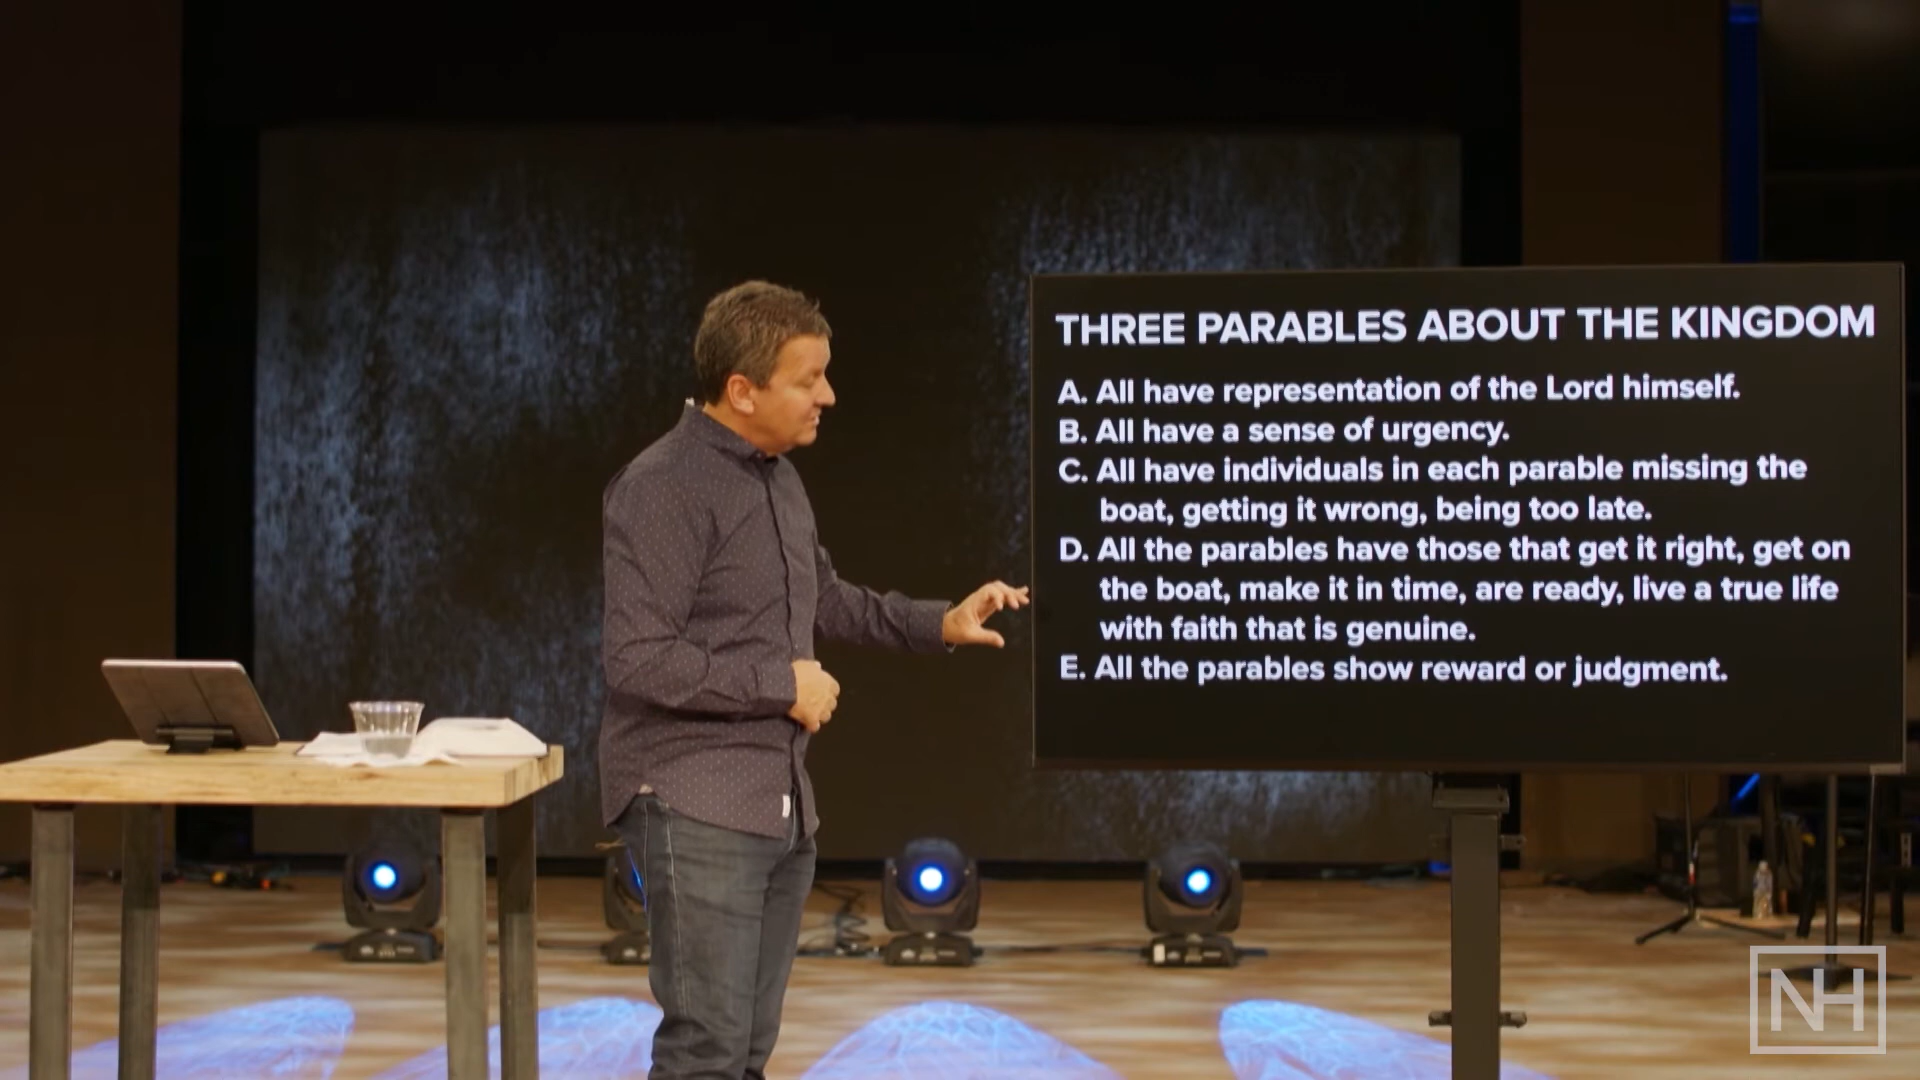 THREE PARABLES ABOUT THE KINGDOM
A. All have representation of the Lord himself.
B. All have a sense of urgency.
C. All have individuals in each parable missing the
boat, getting it wrong, being too late.
D. All the parables have those that get it right, get on
the boat, make it in time, are ready, live a true life
with faith that is genuine.
E. All the parables show reward or judgment.
NH